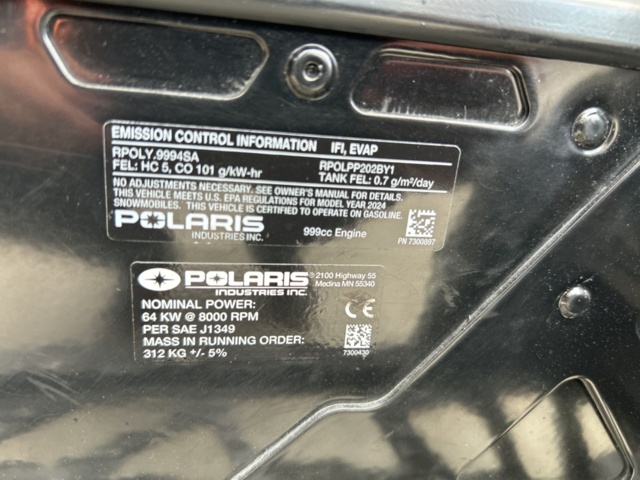 EMISSION CONTROL INFORMATION IFI, EVAP
RPOLY.9994SA RPOLPP202BY1
FEL: HC 5, CO 101 g/kW-hr TANK FEL: 0.7 g/m²/day
NO ADJUSTMENTS NECESSARY. SEE OWNER'S MANUAL FOR DETAILS.
THIS VEHICLE MEETS U.S. EPA REGULATIONS FOR MODEL YEAR 2024
SNOWMOBILES. THIS VEHICLE IS CERTIFIED TO OPERATE ON GASOLINE.
POLARIS
INDUSTRIES INC. 999cc Engine
PN 7300097
POLARIS ® 2100 Highway 55
INDUSTRIES INC. Medina MN 55340
NOMINAL POWER:
64 KW @ 8000 RPM
PER SAE J1349
CE
MASS IN RUNNING ORDER:
312 KG +/- 5%
7300430